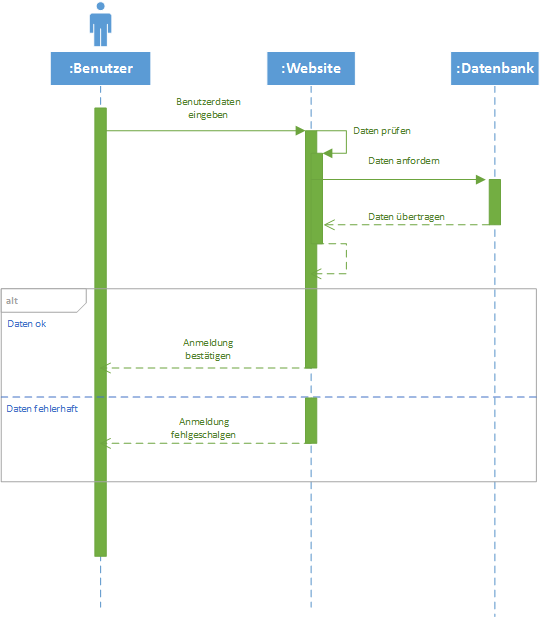 :Benutzer
:Website
:Datenbank
Benutzerdaten
eingeben
Daten prüfen
Daten anfordern
Daten übertragen
alt
Daten ok
Anmeldung
bestätigen
Daten fehlerhaft
Anmeldung
fehlgeschalgen